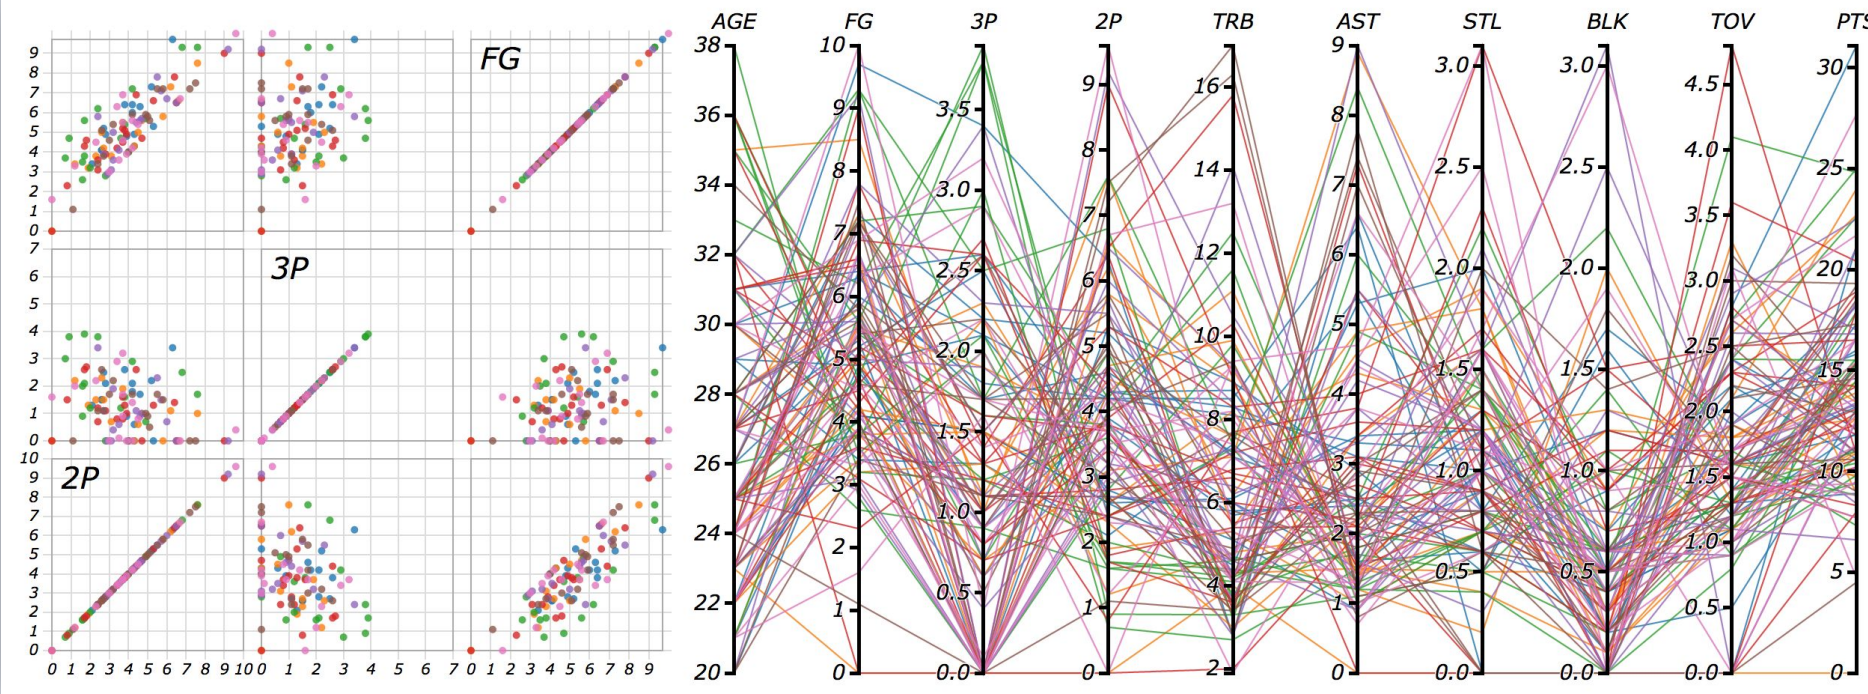 AGE FG 3P 2P TRB AST STL BLK TOV PTS
38 10 9 
9 3.0 3.0 30
FG
9 4.5
8 36 9 3.5 16 8
7 8 4.0
6 34 8 3.0 14 7 2.5 2.5 25
5
4 7 3.5
3 32 7 2.5 12 6 2.0 2.0 20
2 6 3.0
1 30 6 10 5
0 2.0 5 2.5
7 5 1.5 1.5 15
3P
6 28 4 1.5 4 8 4 2.0
5
4 26 3 3 3 1.0 1.0 1.5 10
3 1.0 6
2 24 2 2 2 1.0
1 0.5 4 0.5 0.5 5
0 22 1 1 1 0.5
10
2P
9
8
7
6
5
4
3
2
1
0 20 0 0.0 0 2 0 0.0 0.0 0.0 0
0 1 2 3 4 5 6 7 8 9 10 0 1 2 3 4 5 6 7 0 1 2 3 4 5 6 7 8 9